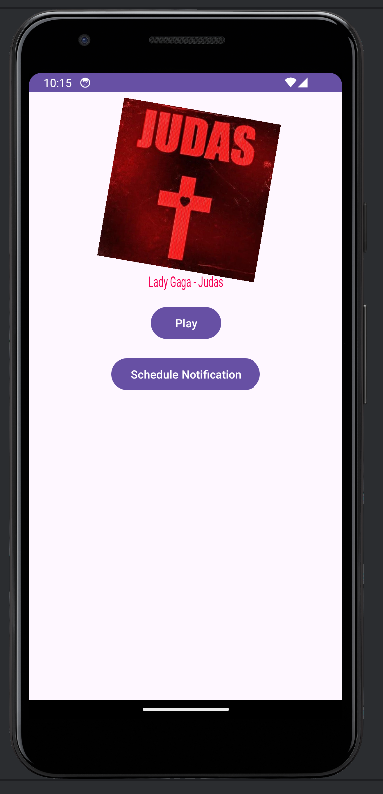 10:15
JUDAS
Lady Gaga - Judas
Play
Schedule Notification